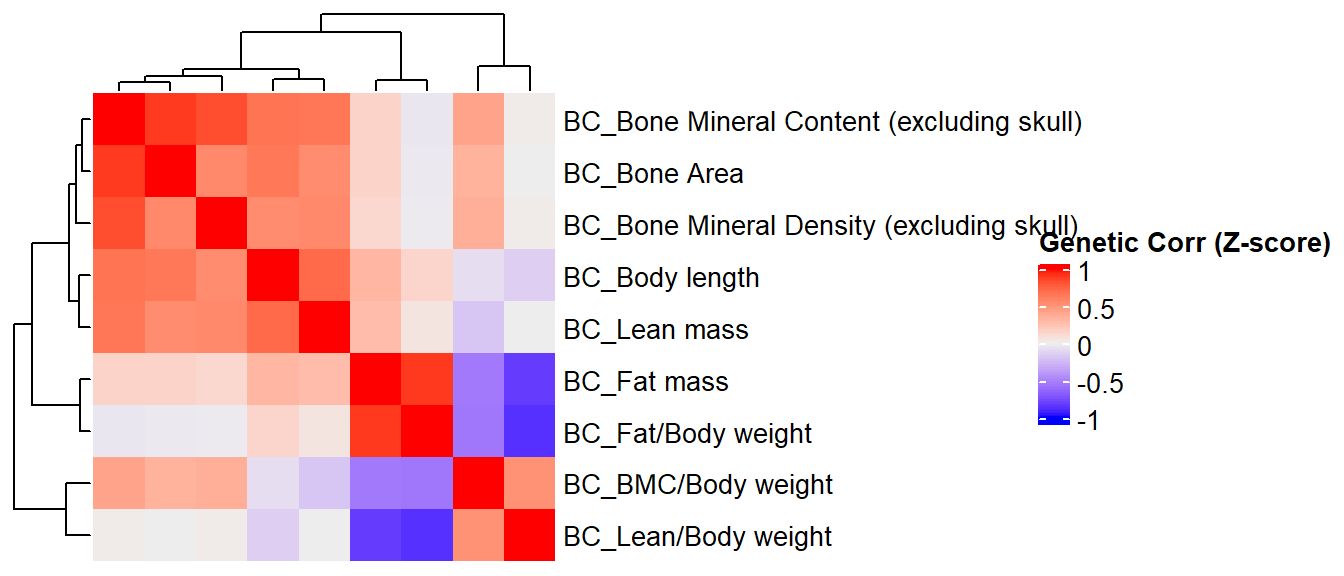 BC_Bone Mineral Content (excluding skull)
BC_Bone Area
BC_Bone Mineral Density (excluding skull)
BC_Body length
BC_Lean mass
BC_Fat mass
BC_Fat/Body weight
BC_BMC/Body weight
BC_Lean/Body weight
Genetic Corr (Z-score)
1
0.5
0
-0.5
-1